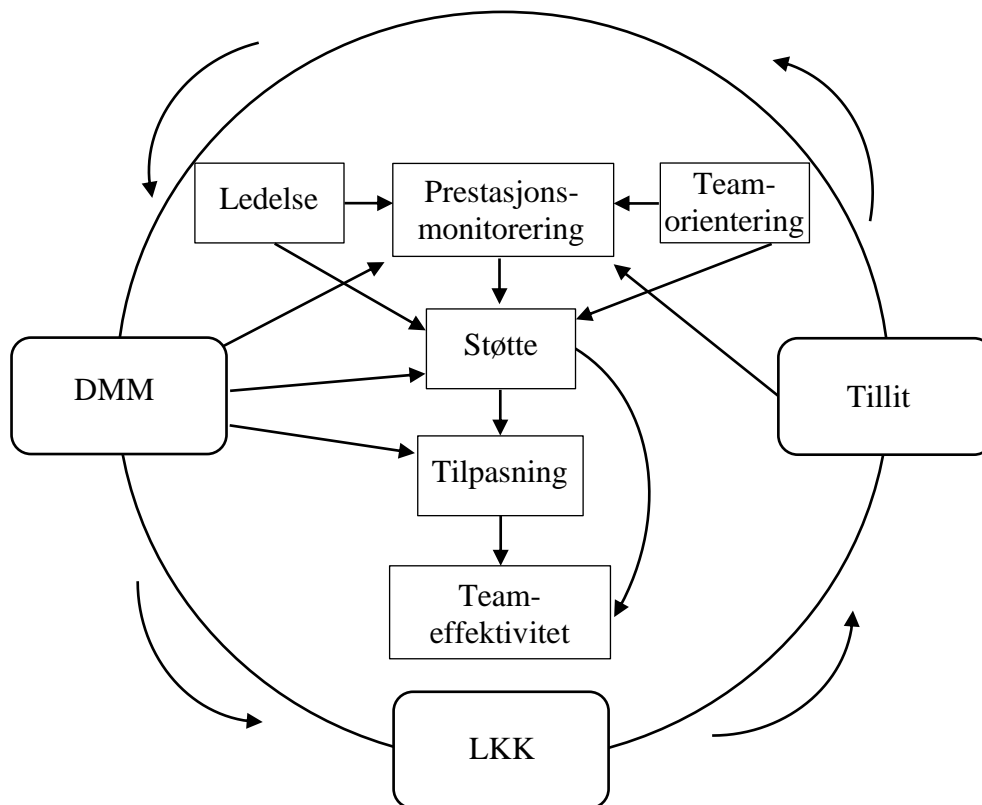 Ledelse
Prestasjons-
monitorering
Team-
orientering
Støtte
DMM
Tillit
Tilpasning
Team-
effektivitet
LKK